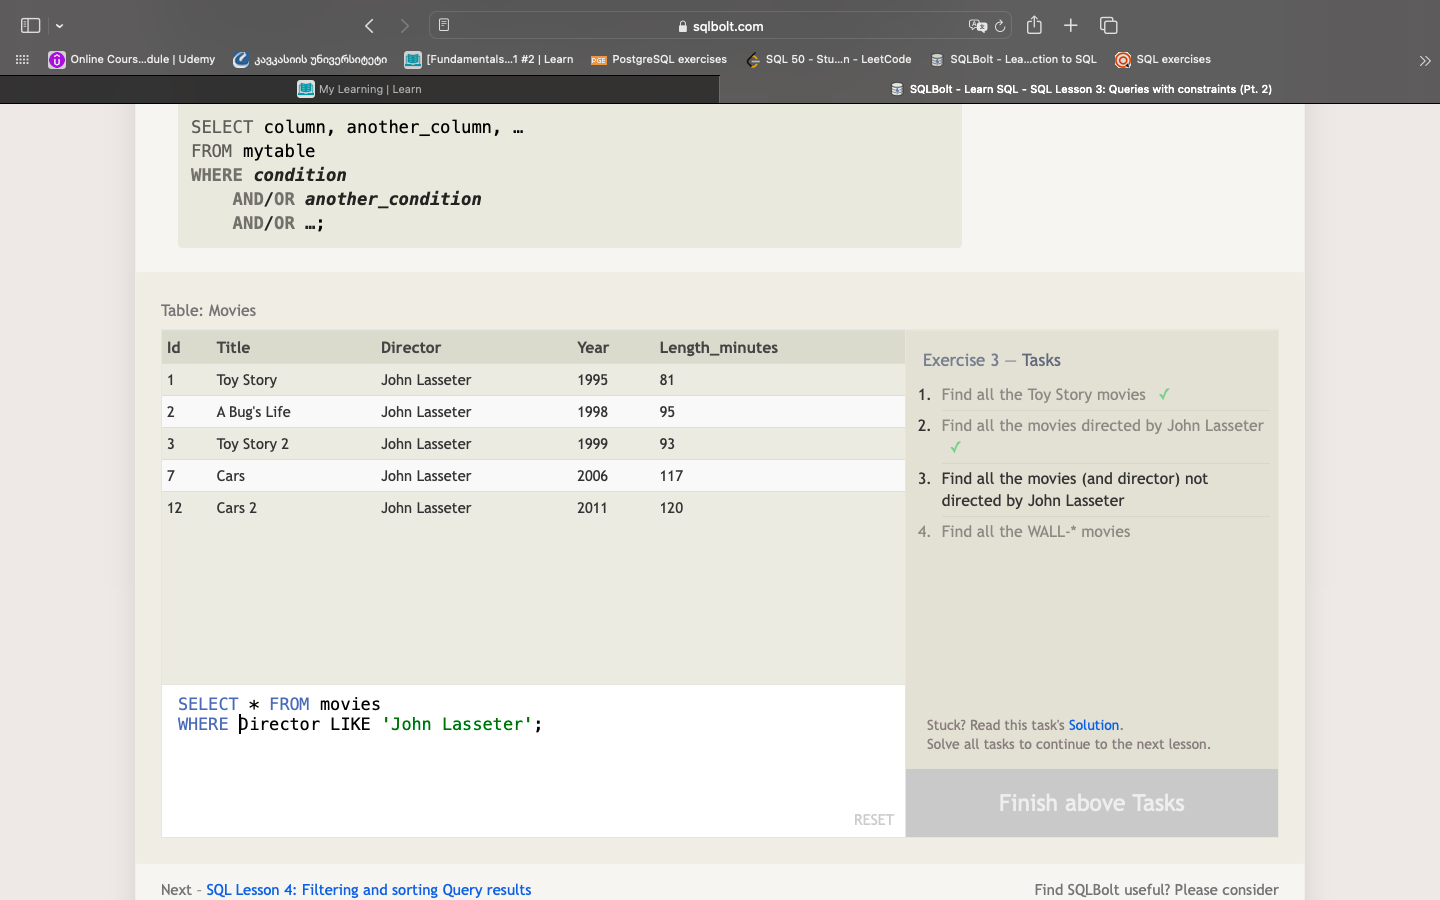 sqlbolt.com
Online Cours...dule | Udemy
კავკასიის უნივერსიტეტი
[Fundamentals...1 #2 | Learn
PGE PostgreSQL exercises
SQL 50 - Stu...n - LeetCode
SQLBolt - Lea...ction to SQL
SQL exercises
My Learning | Learn
SQLBolt - Learn SQL - SQL Lesson 3: Queries with constraints (Pt. 2)
SELECT column, another_column, …
FROM mytable
WHERE condition
AND/OR another_condition
AND/OR …;
Table: Movies
Id Title Director Year Length_minutes
1 Toy Story John Lasseter 1995 81
2 A Bug's Life John Lasseter 1998 95
3 Toy Story 2 John Lasseter 1999 93
7 Cars John Lasseter 2006 117
12 Cars 2 John Lasseter 2011 120
SELECT * FROM movies
WHERE Director LIKE 'John Lasseter';
RESET
Exercise 3 — Tasks
1. Find all the Toy Story movies ✓
2. Find all the movies directed by John Lasseter
✓
3. Find all the movies (and director) not
directed by John Lasseter
4. Find all the WALL-* movies
Stuck? Read this task's Solution.
Solve all tasks to continue to the next lesson.
Finish above Tasks
Next – SQL Lesson 4: Filtering and sorting Query results
Find SQLBolt useful? Please consider